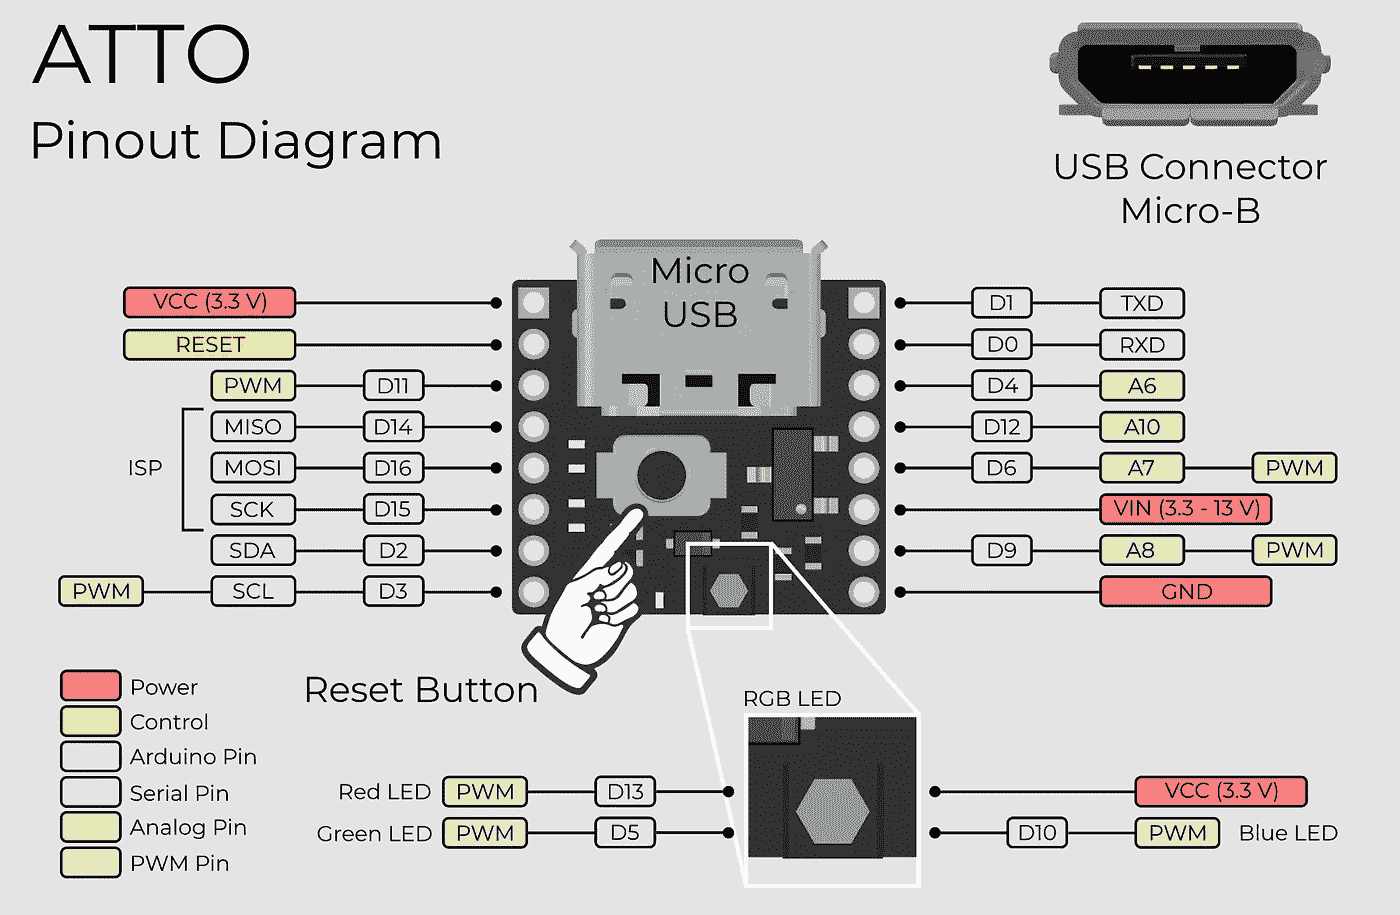 ATTO
Pinout Diagram
USB Connector
Micro-B
Micro
USB
VCC (3.3 V)
RESET
PWM D11
ISP
MISO D14
MOSI D16
SCK D15
SDA D2
PWM SCL D3
D1 TXD
D0 RXD
D4 A6
D12 A10
D6 A7 PWM
VIN (3.3 - 13 V)
D9 A8 PWM
GND
Power
Control
Arduino Pin
Serial Pin
Analog Pin
PWM Pin
Reset Button
RGB LED
Red LED PWM D13
Green LED PWM D5
VCC (3.3 V)
D10 PWM Blue LED